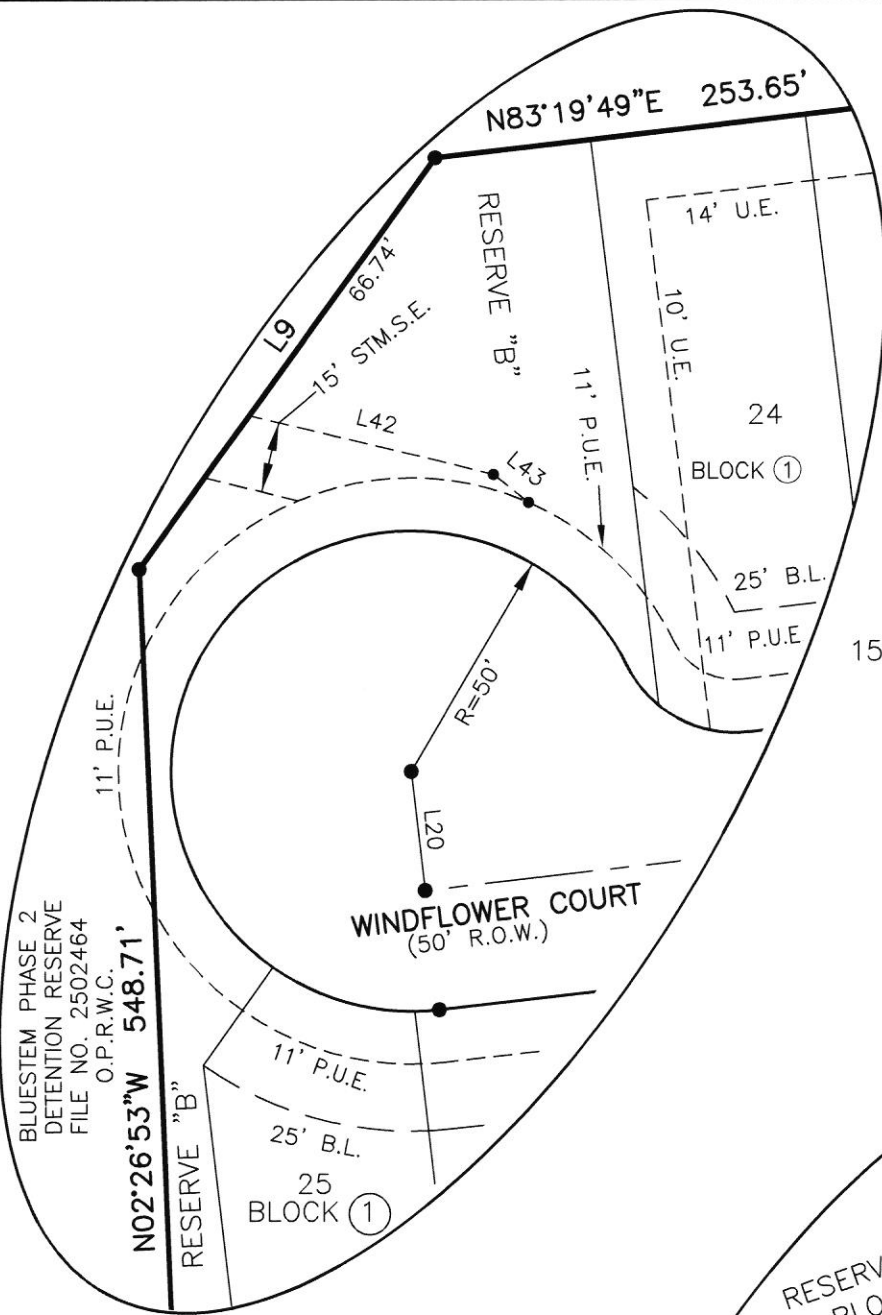 N83°19'49"E 253.65'
RESERVE "B"
14' U.E.
66.74'
L9
15' STM.S.E.
10' U.E.
L42
11' P.U.E.
L43
24
BLOCK 1
25' B.L.
11' P.U.E.
15
R=50'
11' P.U.E.
L20
WINDFLOWER COURT
(50' R.O.W.)
BLUESTEM PHASE 2
DETENTION RESERVE
FILE NO. 2502464
O.P.R.W.C.
N02°26'53"W 548.71'
RESERVE "B"
11' P.U.E.
25' B.L.
25
BLOCK 1
RESERV
BLO